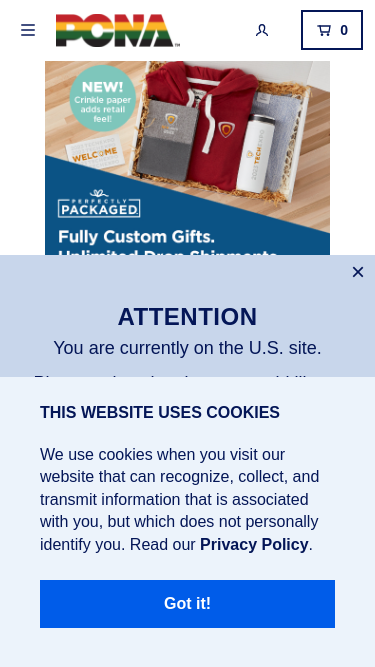 PCNA
0
NEW!
Crinkle paper
adds retail
feel!
WELCOME
PERFECTLY
PACKAGED
Fully Custom Gifts.
Unlimited Drop Shipments.
×
ATTENTION
You are currently on the U.S. site.
THIS WEBSITE USES COOKIES
We use cookies when you visit our
website that can recognize, collect, and
transmit information that is associated
with you, but which does not personally
identify you. Read our Privacy Policy.
Got it!